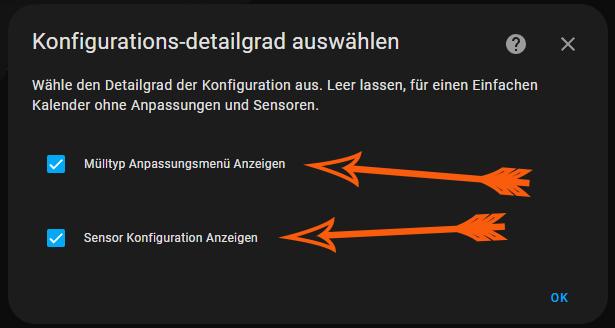 Konfigurations-detailgrad auswählen
Wähle den Detailgrad der Konfiguration aus. Leer lassen, für einen Einfachen
Kalender ohne Anpassungen und Sensoren.
Mülltyp Anpassungsmenü Anzeigen
Sensor Konfiguration Anzeigen
OK